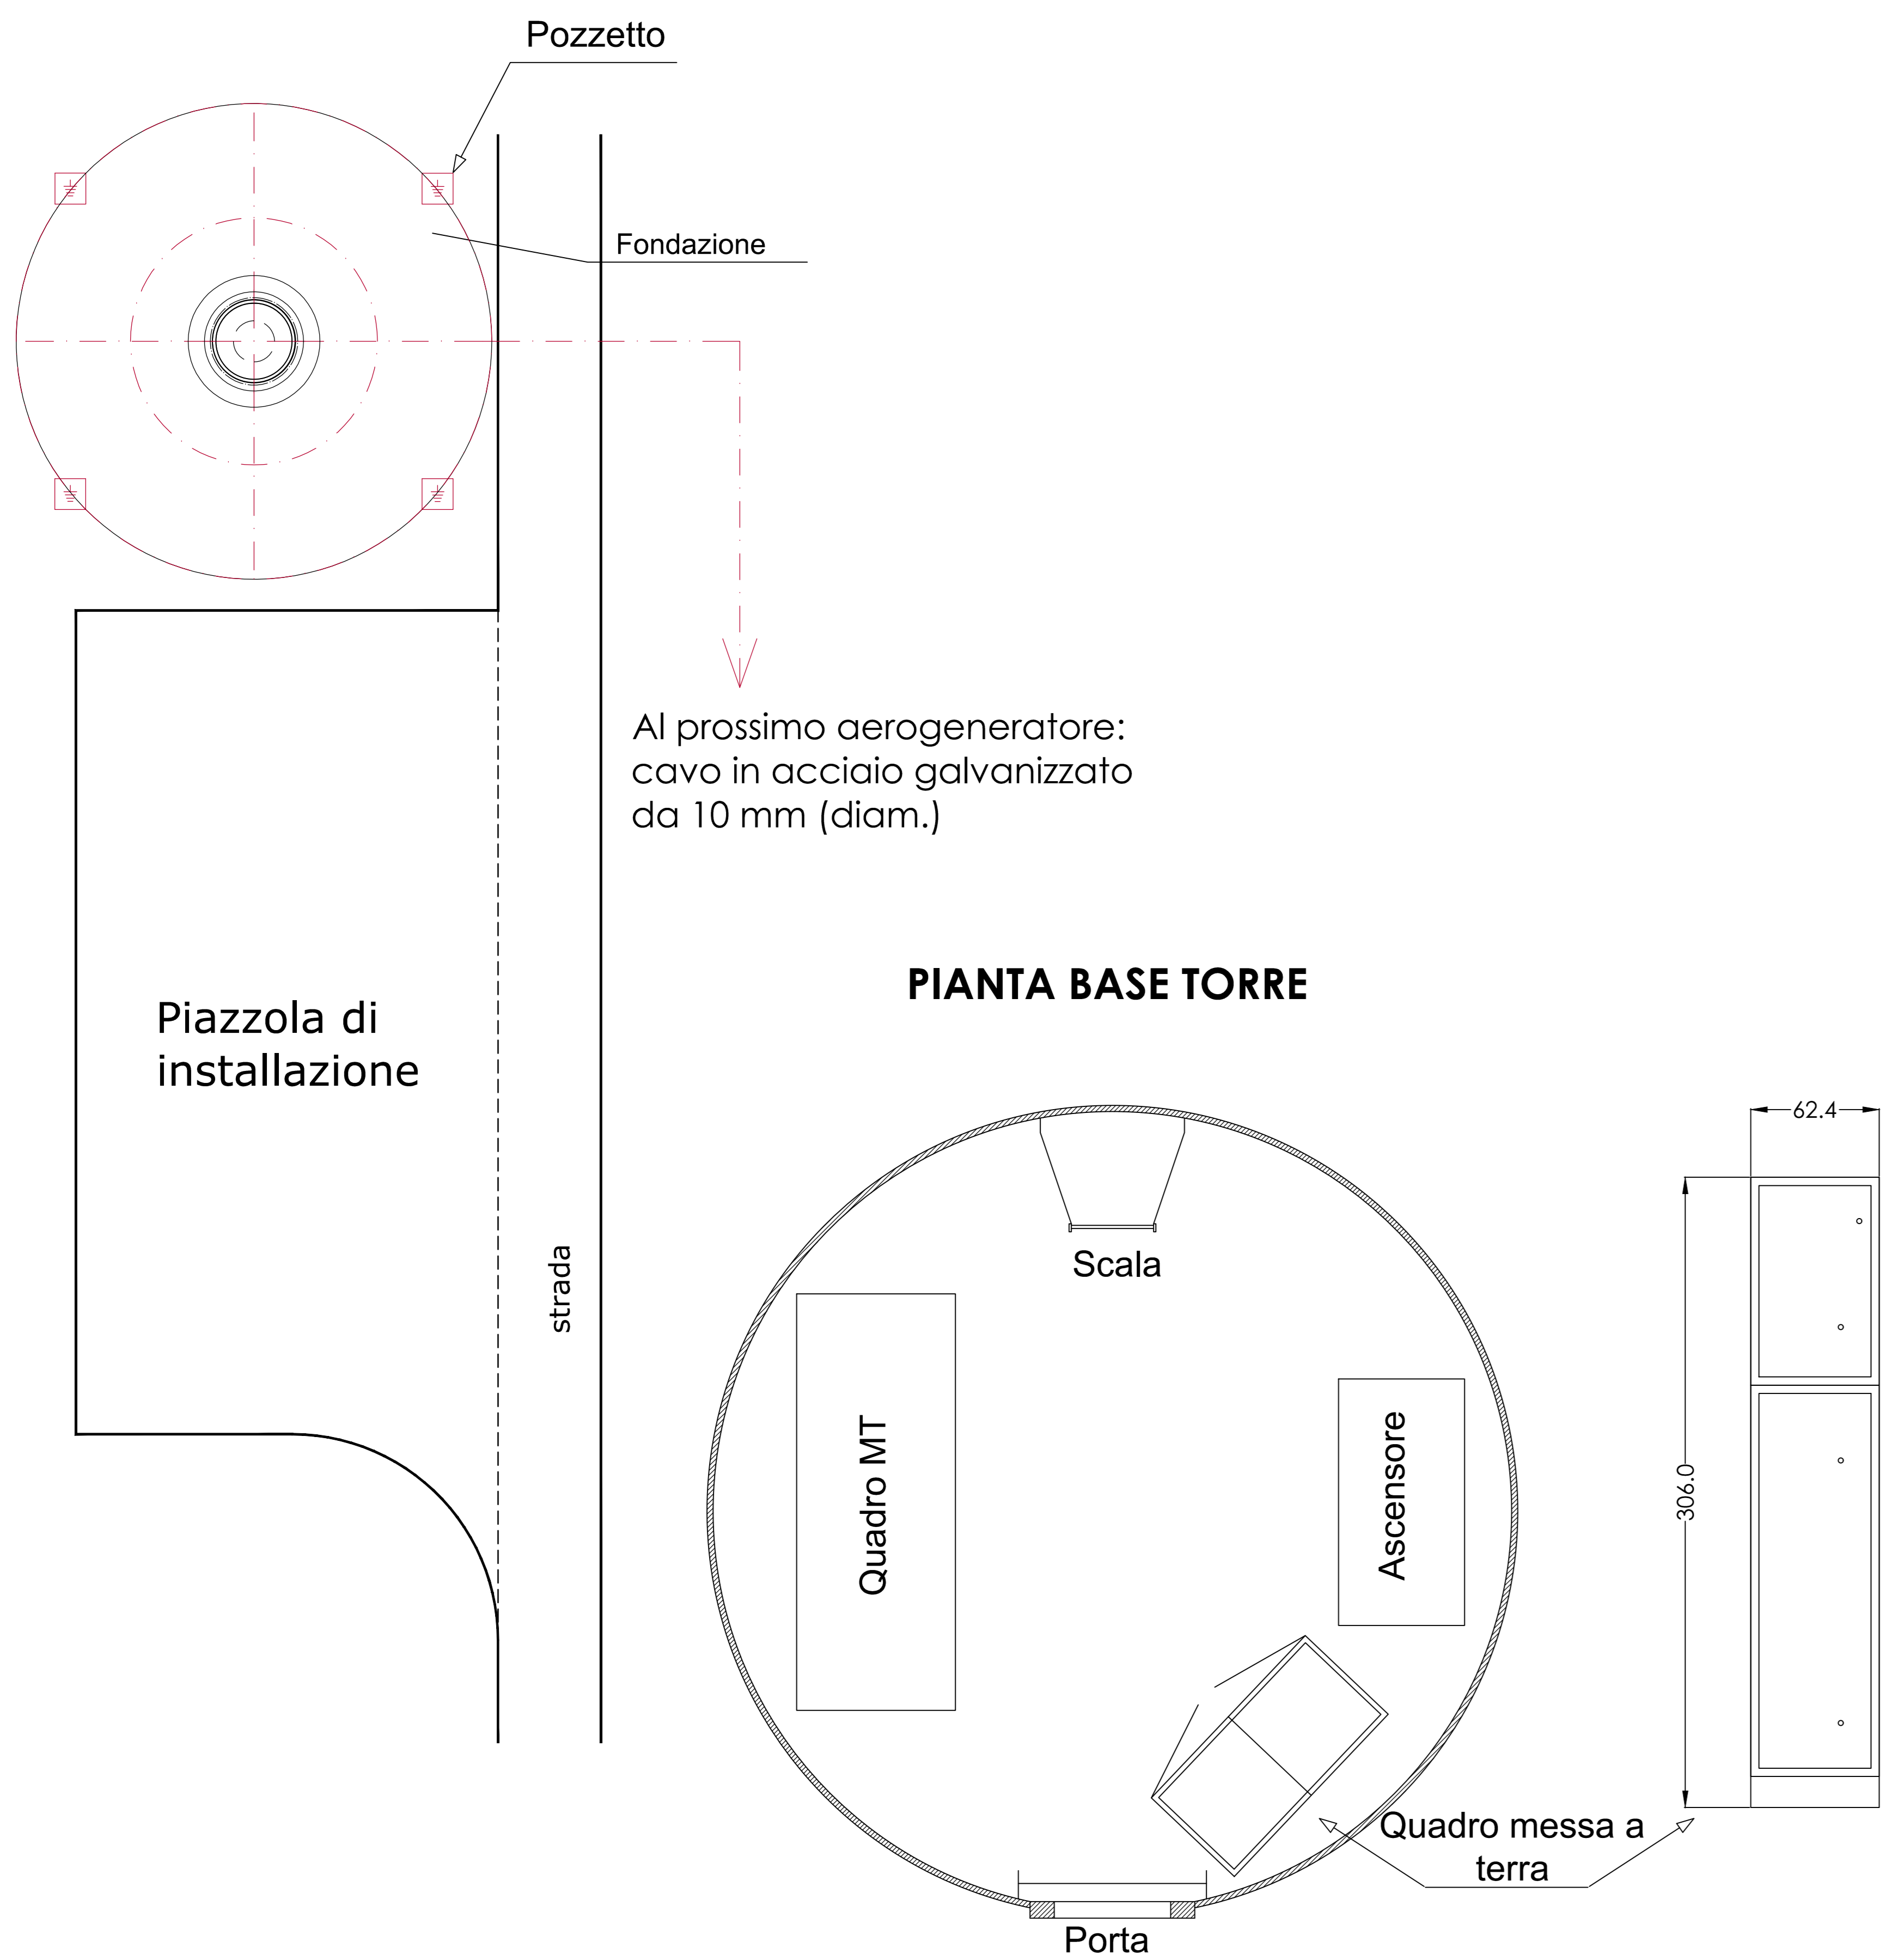 Pozzetto
Fondazione
Al prossimo aerogeneratore:
cavo in acciaio galvanizzato
da 10 mm (diam.)
Piazzola di
installazione
strada
PIANTA BASE TORRE
62.4
306.0
Scala
Quadro MT
Ascensore
Quadro messa a
terra
Porta